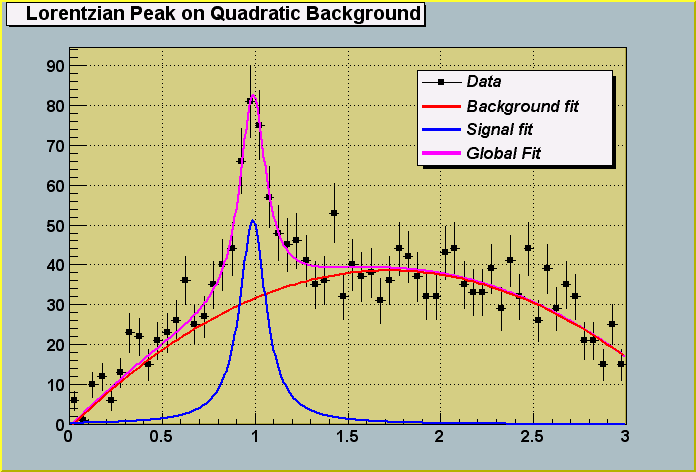 Lorentzian Peak on Quadratic Background
90
80
70
60
50
40
30
20
10
0
0 0.5 1 1.5 2 2.5 3
Data
Background fit
Signal fit
Global Fit